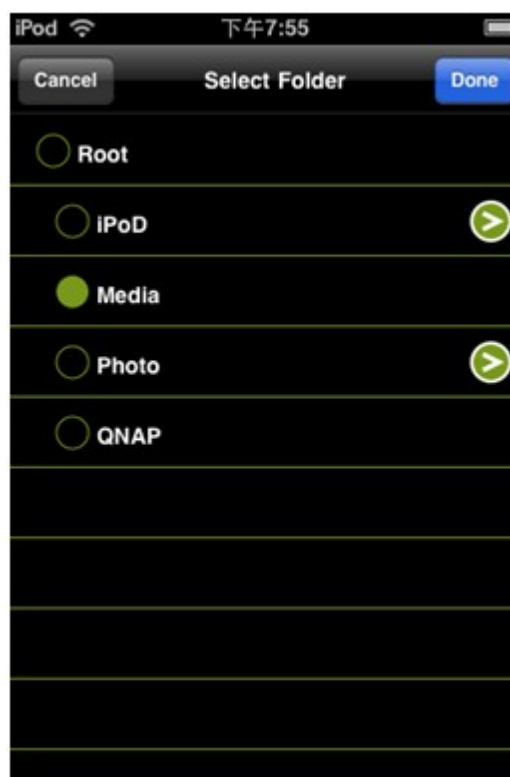 iPod 下午7:55
Cancel Select Folder Done
Root
iPoD
Media
Photo
QNAP